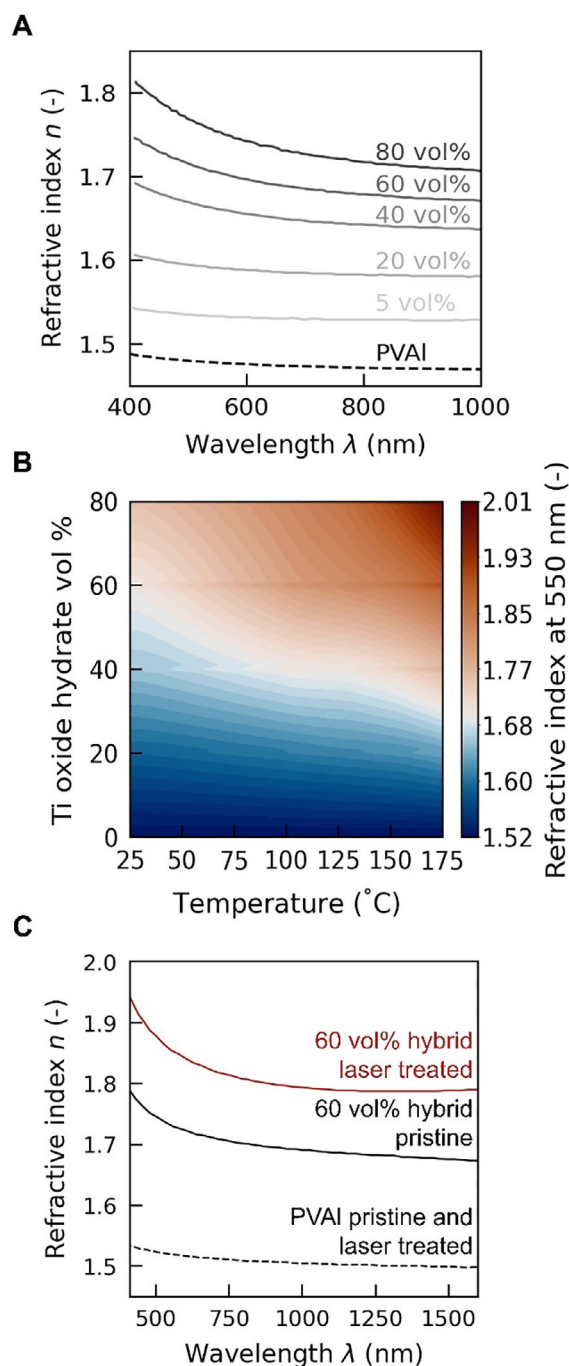 A
Refractive index n (-)
1.8
1.7
1.6
1.5
80 vol%
60 vol%
40 vol%
20 vol%
5 vol%
PVAl
400
600
800
1000
Wavelength λ (nm)
B
Ti oxide hydrate vol %
80
60
40
20
0
25
50
75
100
125
150
175
Temperature (°C)
2.01
1.93
1.85
1.77
1.68
1.60
1.52
Refractive index at 550 nm (-)
C
Refractive index n (-)
2.0
1.9
1.8
1.7
1.6
1.5
60 vol% hybrid
laser treated
60 vol% hybrid
pristine
PVAl pristine and
laser treated
500
750
1000
1250
1500
Wavelength λ (nm)